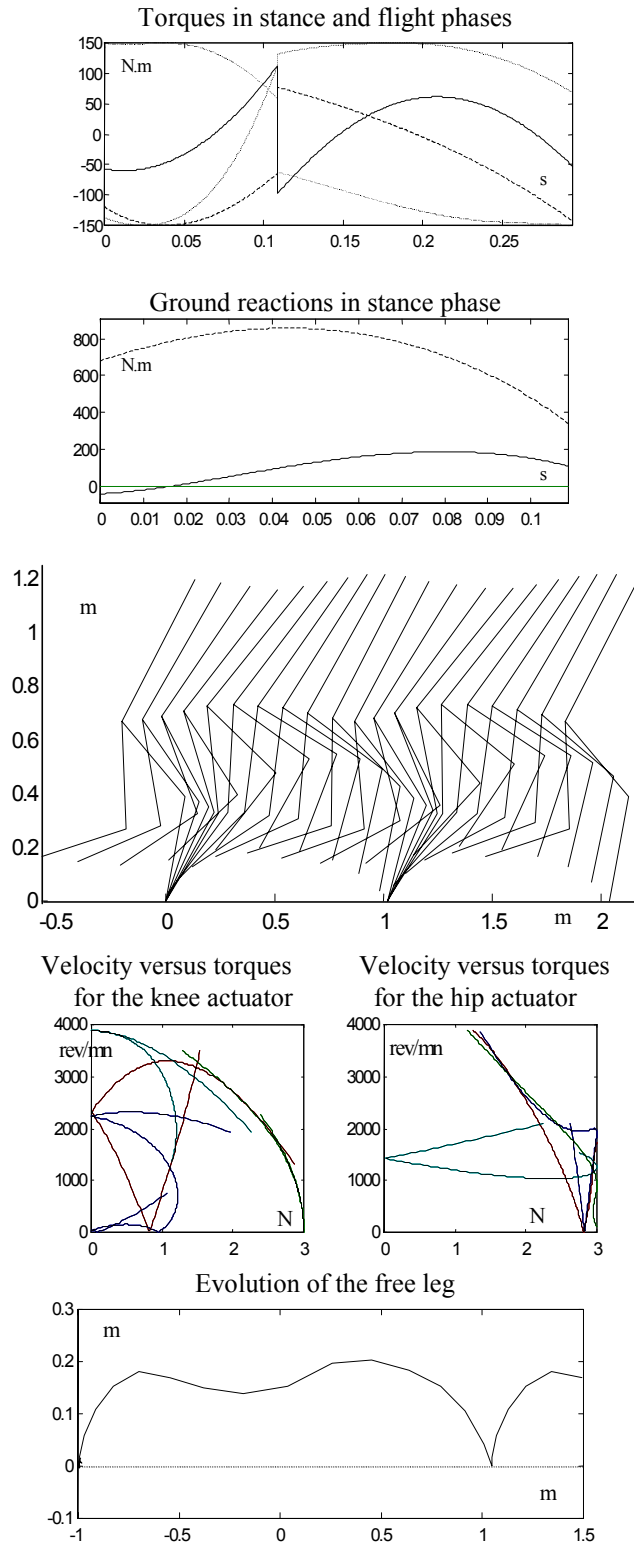 Torques in stance and flight phases
150
N.m
100
50
0
-50
s
-100
-150
0 0.05 0.1 0.15 0.2 0.25
Ground reactions in stance phase
800
N.m
600
400
200
s
0
0 0.01 0.02 0.03 0.04 0.05 0.06 0.07 0.08 0.09 0.1
1.2
m
1
0.8
0.6
0.4
0.2
0
-0.5 0 0.5 1 1.5 m 2
Velocity versus torques
for the knee actuator
4000
rev/mn
3000
2000
1000
N
0
0 1 2 3
Velocity versus torques
for the hip actuator
4000
rev/mn
3000
2000
1000
N
0
0 1 2 3
Evolution of the free leg
0.3
m
0.2
0.1
0
m
-0.1
-1 -0.5 0 0.5 1 1.5